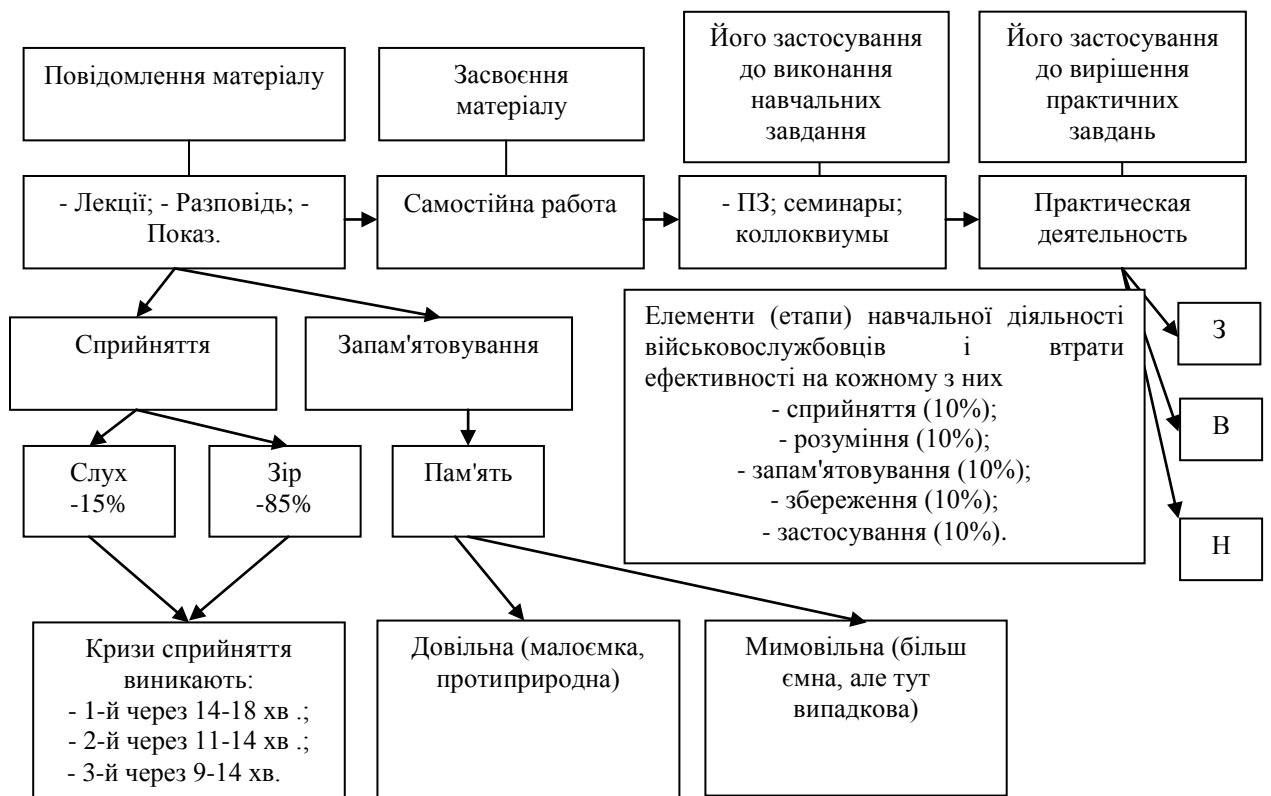 Повідомлення матеріалу
Засвоєння
матеріалу
Його застосування
до виконання
навчальних
завдання
Його застосування
до вирішення
практичних
завдань
- Лекції; - Разповідь; -
Показ.
Самостійна работа
- ПЗ; семинары;
коллоквиумы
Практическая
деятельность
Сприйняття
Запам'ятовування
Елементи (етапи) навчальної діяльності
військовослужбовців і втрати
ефективності на кожному з них
- сприйняття (10%);
- розуміння (10%);
- запам'ятовування (10%);
- збереження (10%);
- застосування (10%).
З
В
Н
Слух
-15%
Зір
-85%
Пам'ять
Кризи сприйняття
виникають:
- 1-й через 14-18 хв .;
- 2-й через 11-14 хв .;
- 3-й через 9-14 хв.
Довільна (малоємка,
протиприродна)
Мимовільна (більш
ємна, але тут
випадкова)